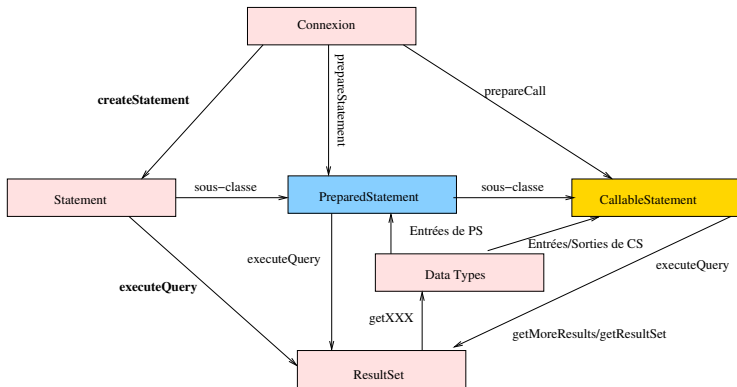 Connexion
createStatement
prepareStatement
prepareCall
Statement
sous−classe
PreparedStatement
sous−classe
CallableStatement
Entrées de PS
Entrées/Sorties de CS
executeQuery
Data Types
executeQuery
executeQuery
getXXX
getMoreResults/getResultSet
ResultSet